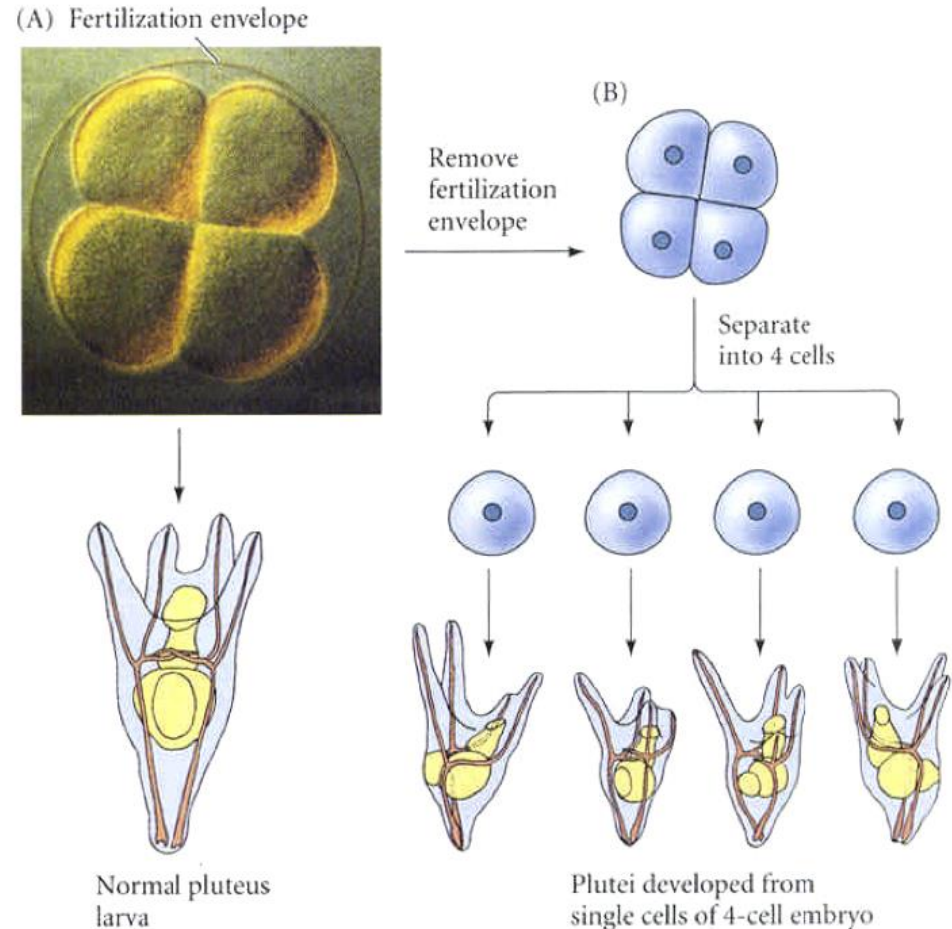 (A) Fertilization envelope
(B)
Remove
fertilization
envelope
Separate
into 4 cells
Normal pluteus
larva
Plutei developed from
single cells of 4-cell embryo